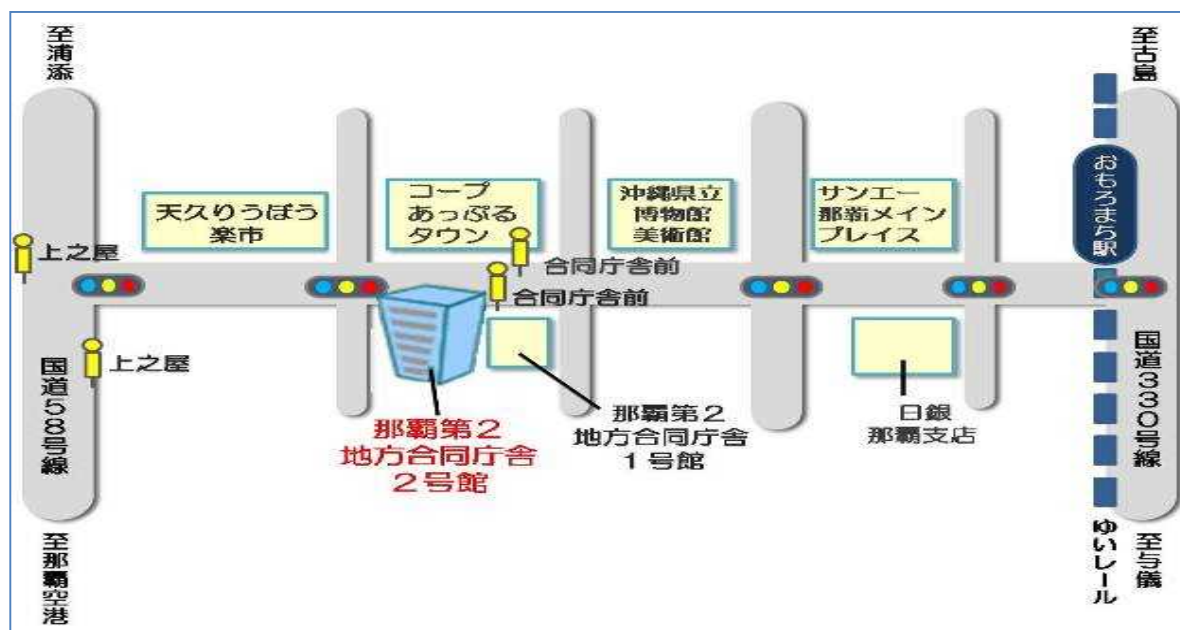 至浦添
至古島
おもろまち駅
天久りうぼう
楽市
コープ
あっぷる
タウン
沖縄県立
博物館
美術館
サンエー
那覇メイン
プレイス
上之屋
合同庁舎前
合同庁舎前
上之屋
国道58号線
那覇第2
地方合同庁舎
2号館
那覇第2
地方合同庁舎
1号館
日銀
那覇支店
国道330号線
至那覇空港
ゆいレール
至与儀